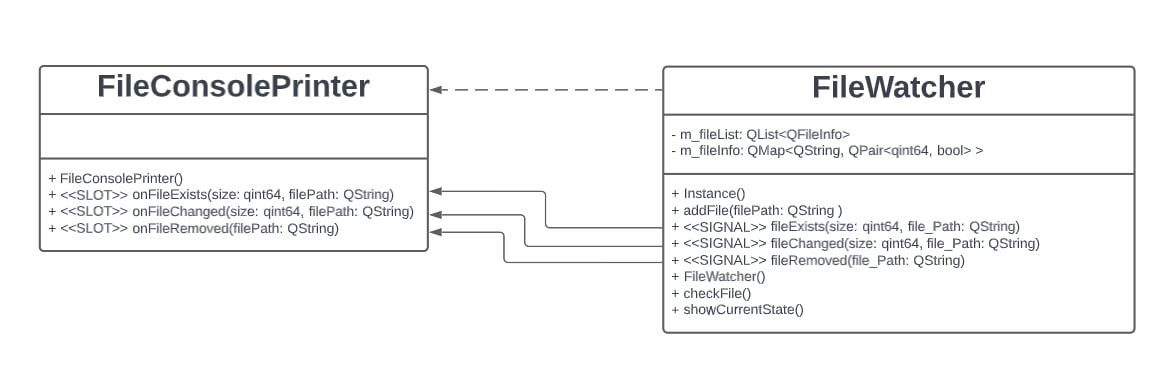 FileConsolePrinter
+ FileConsolePrinter()
+ <<SLOT>> onFileExists(size: qint64, filePath: QString)
+ <<SLOT>> onFileChanged(size: qint64, filePath: QString)
+ <<SLOT>> onFileRemoved(filePath: QString)
FileWatcher
- m_fileList: QList<QFileInfo>
- m_fileInfo: QMap<QString, QPair<qint64, bool> >
+ Instance()
+ addFile(filePath: QString )
+ <<SIGNAL>> fileExists(size: qint64, file_Path: QString)
+ <<SIGNAL>> fileChanged(size: qint64, file_Path: QString)
+ <<SIGNAL>> fileRemoved(file_Path: QString)
+ FileWatcher()
+ checkFile()
+ showCurrentState()